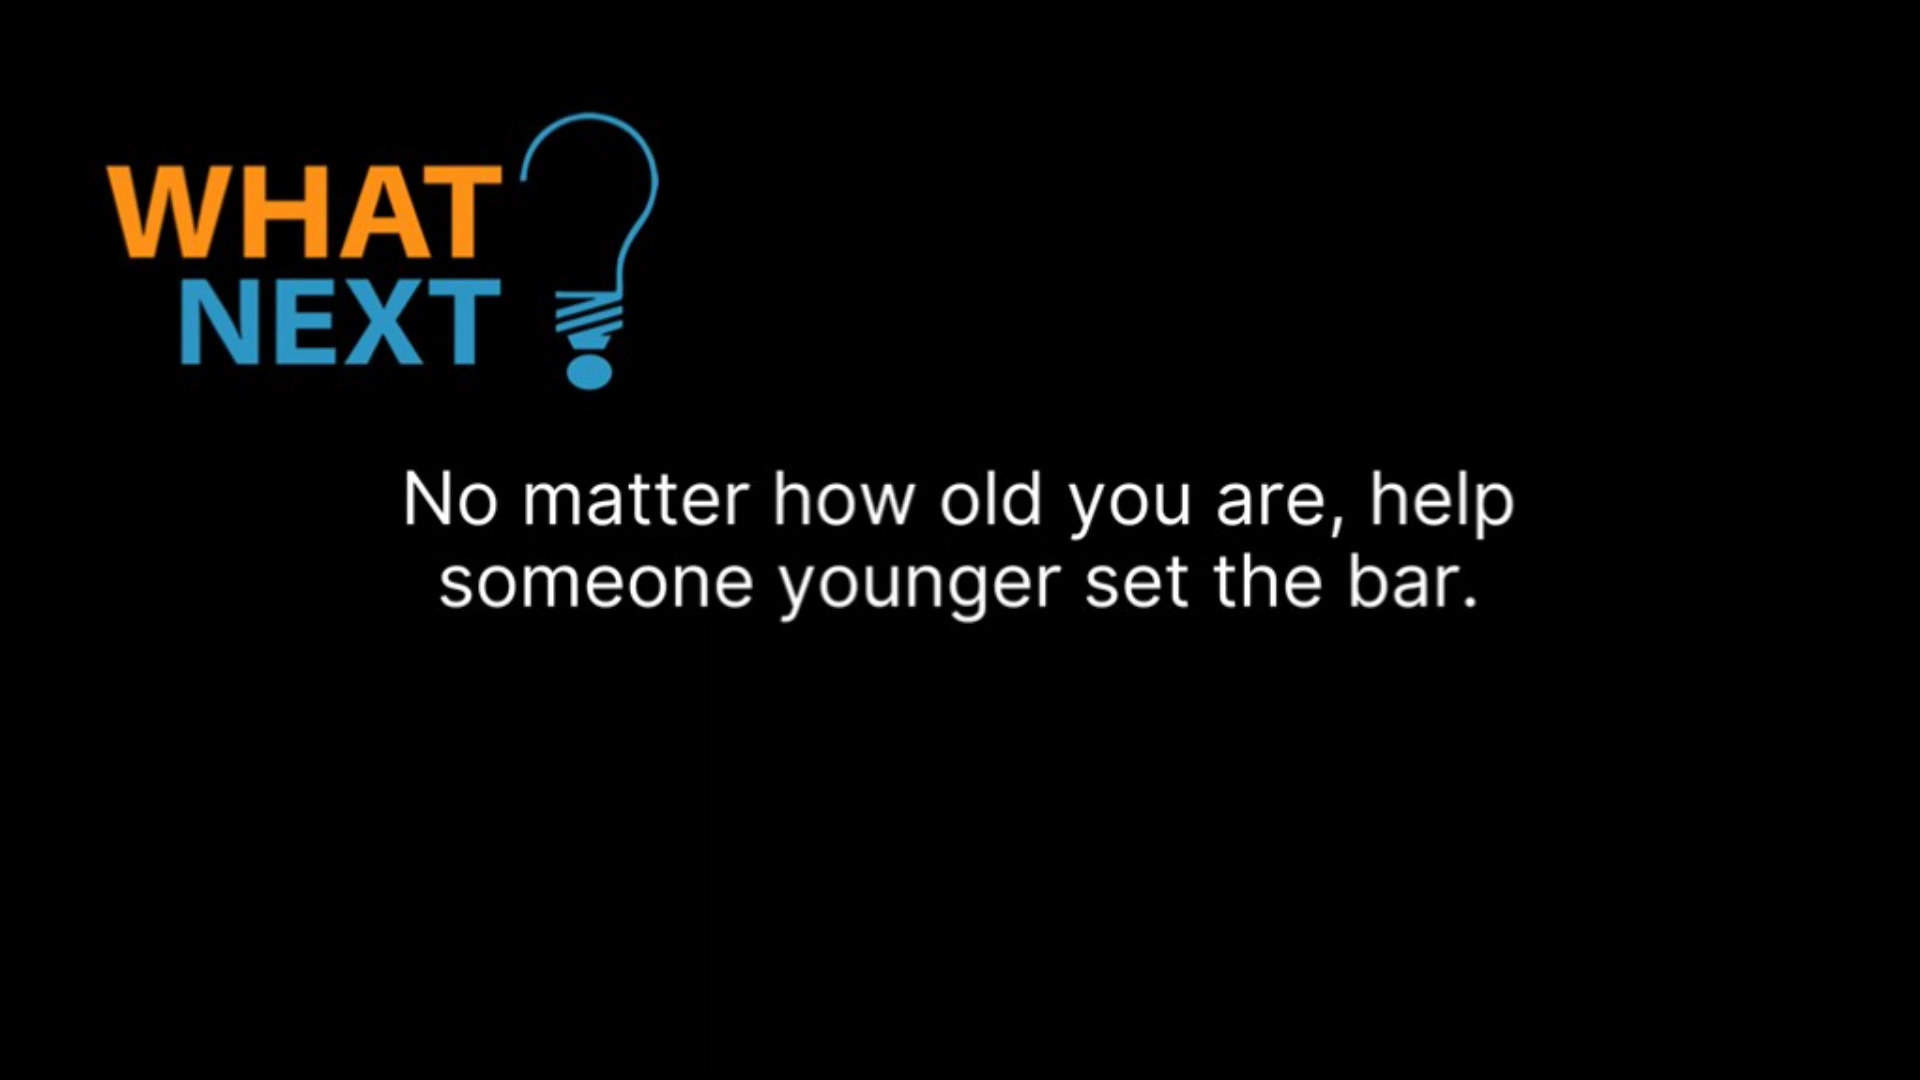 WHAT
NEXT
No matter how old you are, help
someone younger set the bar.